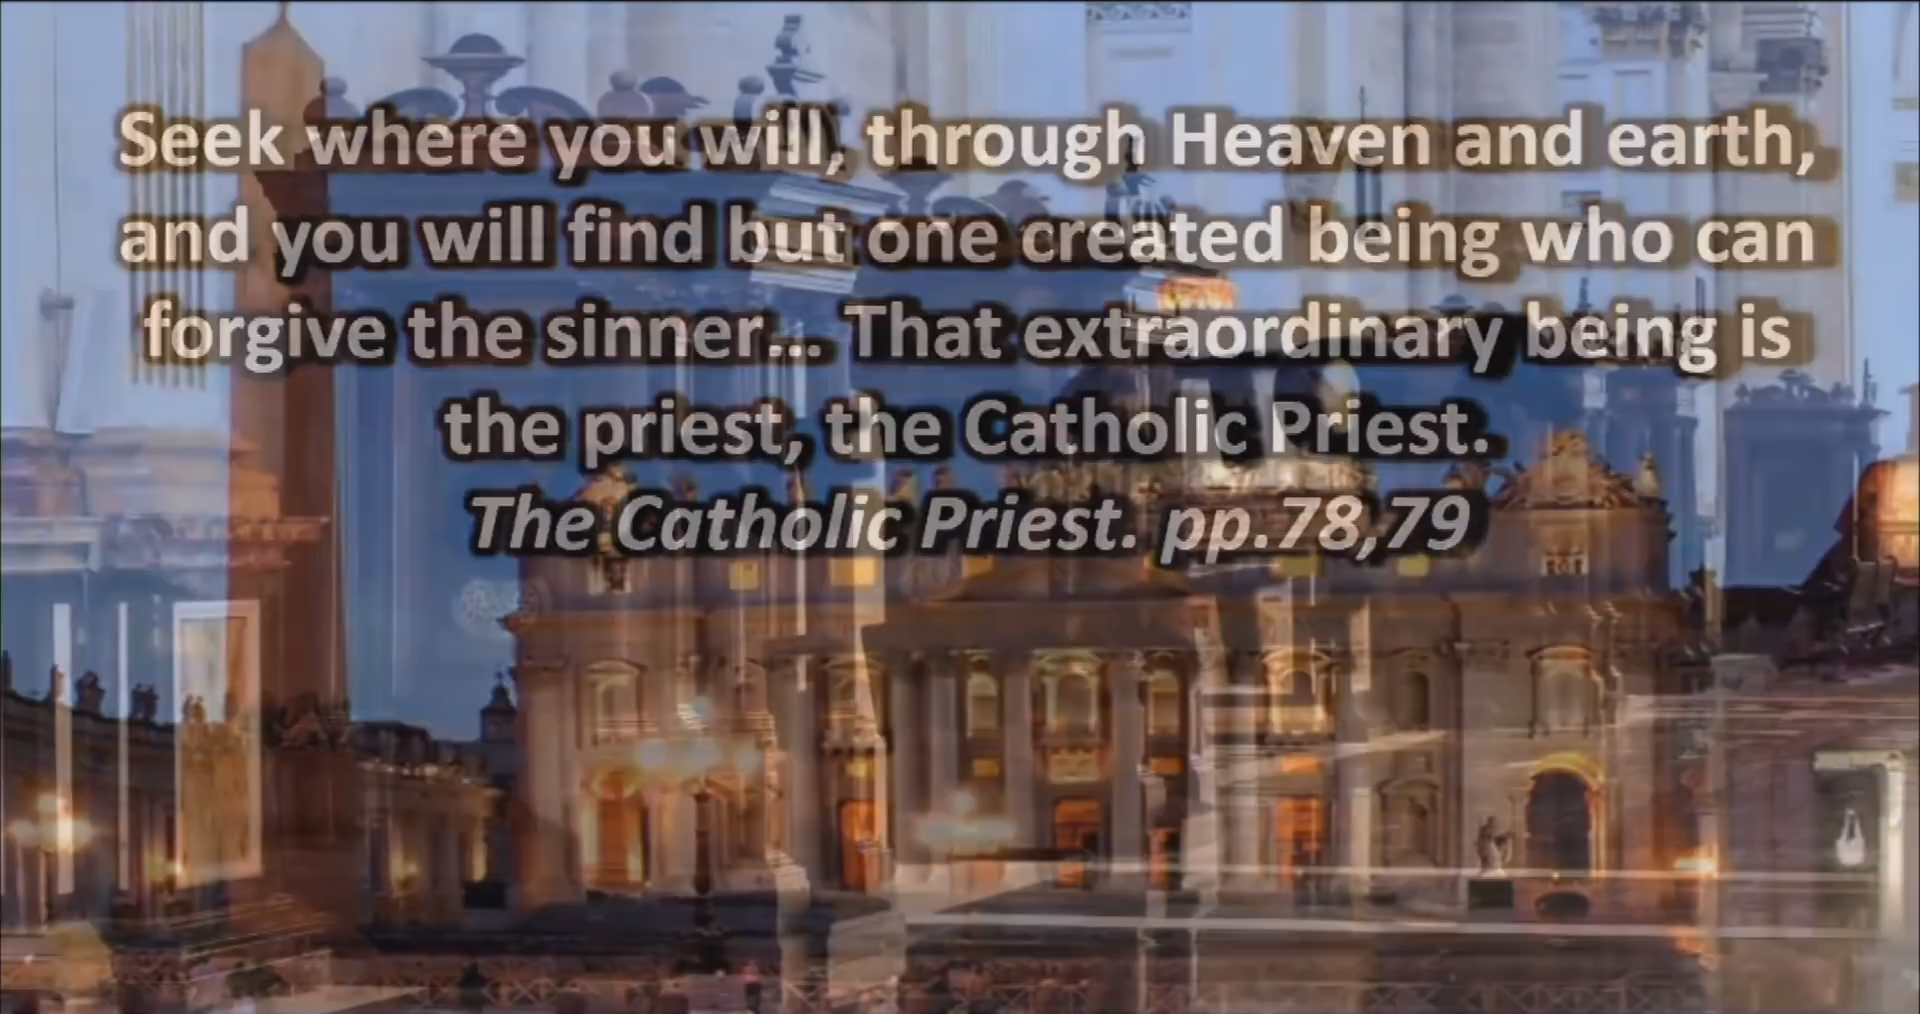 Seek where you will, through Heaven and earth,
and you will find but one created being who can
forgive the sinner... That extraordinary being is
the priest, the Catholic Priest.
The Catholic Priest. pp.78,79